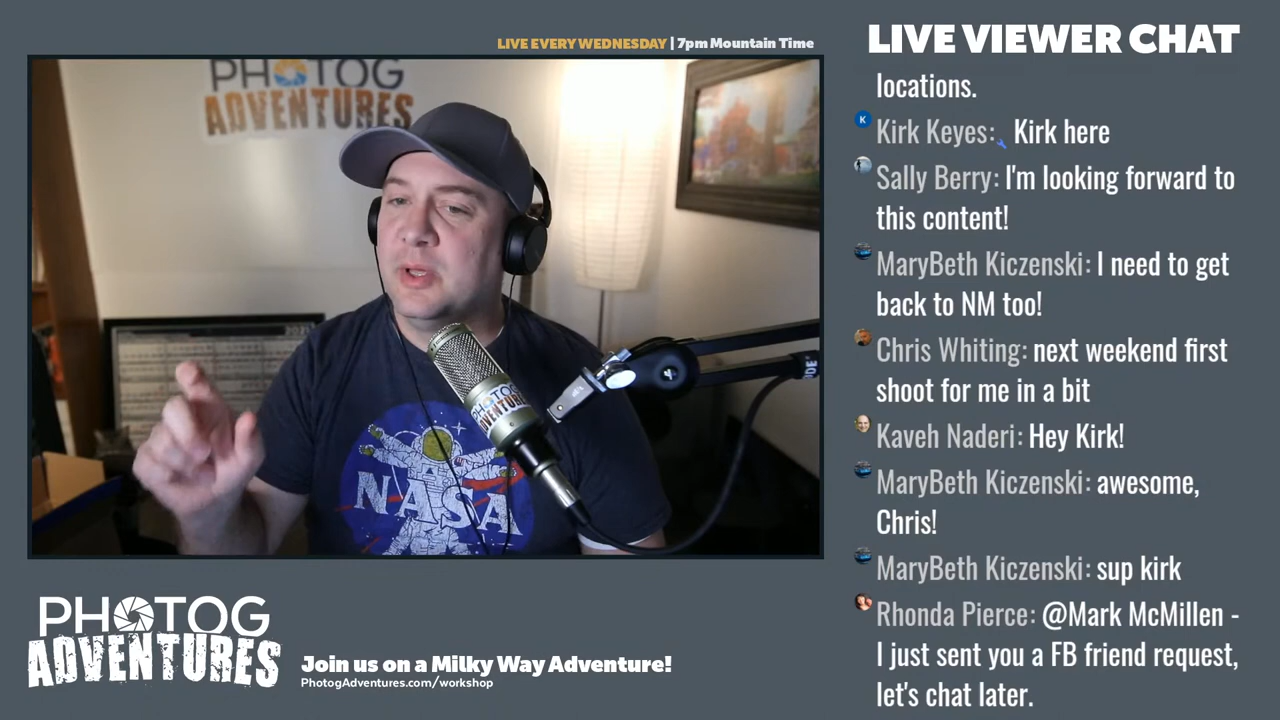 LIVE EVERY WEDNESDAY | 7pm Mountain Time
PHOTOG
ADVENTURES
NASA
PHOTOG
PHOTOG
ADVENTURES
Join us on a Milky Way Adventure!
PhotogAdventures.com/workshop
LIVE VIEWER CHAT
locations.
K
Kirk Keyes: Kirk here
Sally Berry: I'm looking forward to
this content!
MaryBeth Kiczenski: I need to get
back to NM too!
Chris Whiting: next weekend first
shoot for me in a bit
Kaveh Naderi: Hey Kirk!
MaryBeth Kiczenski: awesome,
Chris!
MaryBeth Kiczenski: sup kirk
Rhonda Pierce: @Mark McMillen -
I just sent you a FB friend request,
let's chat later.